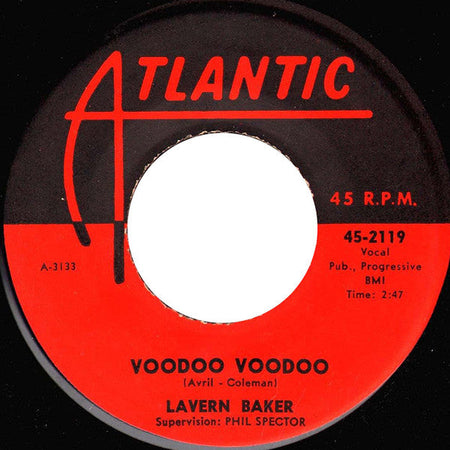 ATLANTIC
45 R.P.M.
45-2119
Vocal
Pub., Progressive
BMI
Time: 2:47
A-3133
VOODOO VOODOO
(Avril - Coleman)
LAVERN BAKER
Supervision: PHIL SPECTOR